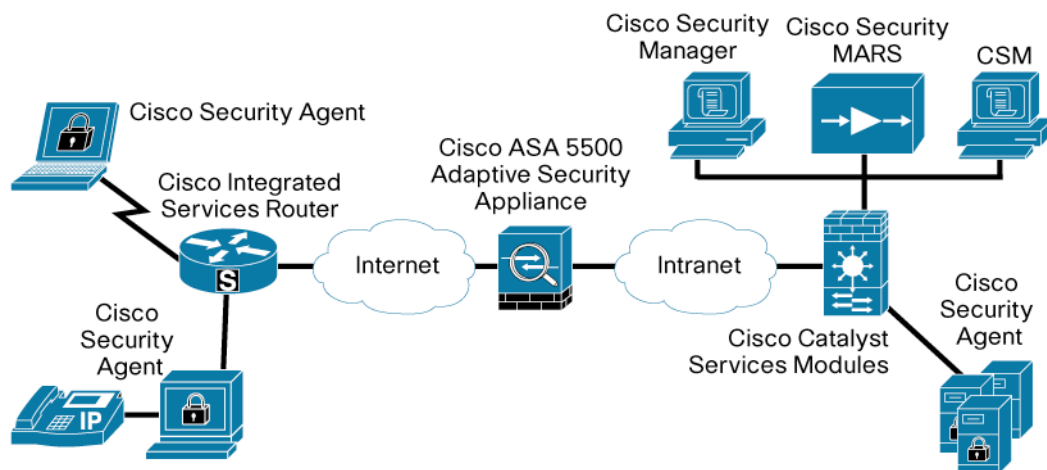 Cisco Security
Manager
Cisco Security
MARS
CSM
Cisco Security Agent
Cisco Integrated
Services Router
Cisco ASA 5500
Adaptive Security
Appliance
Internet
Intranet
S
Cisco
Security
Agent
IP
Cisco Catalyst
Services Modules
Cisco
Security
Agent